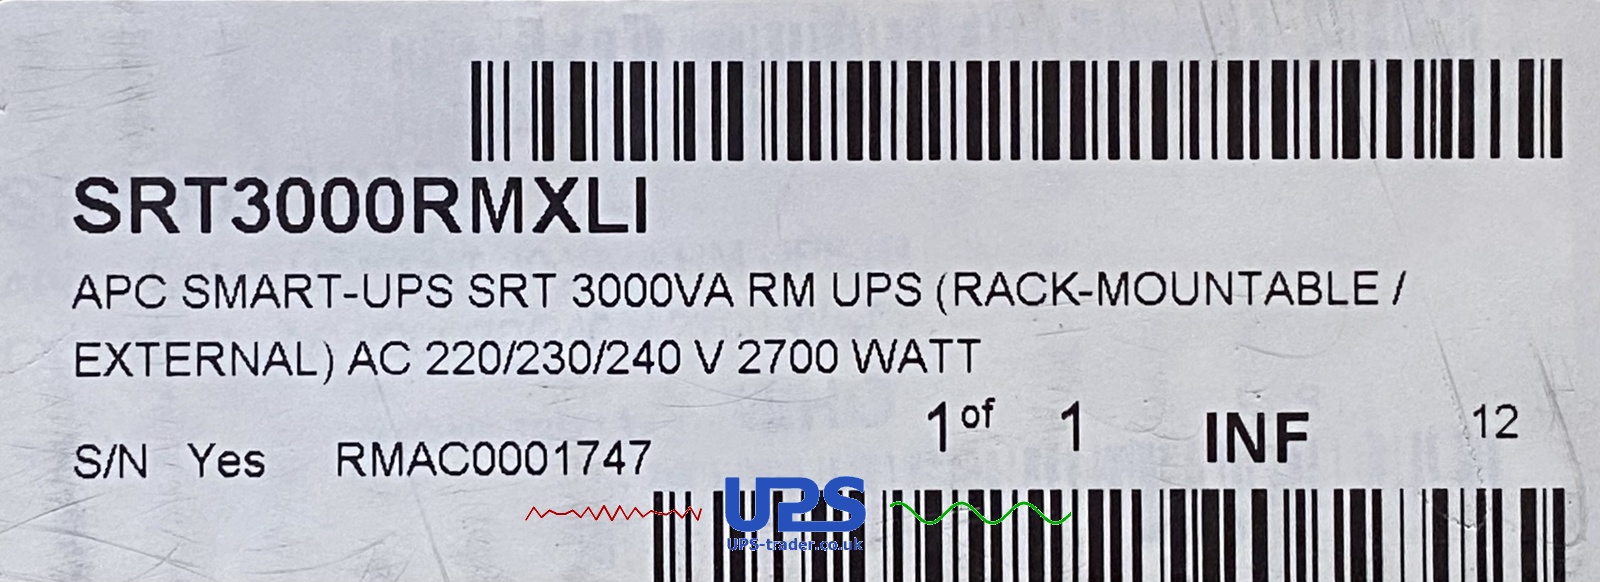 SRT3000RMXLI
APC SMART-UPS SRT 3000VA RM UPS (RACK-MOUNTABLE /
EXTERNAL) AC 220/230/240 V 2700 WATT
1 of 1 INF 12
S/N Yes RMAC0001747
UPS
UPS-trader.co.uk